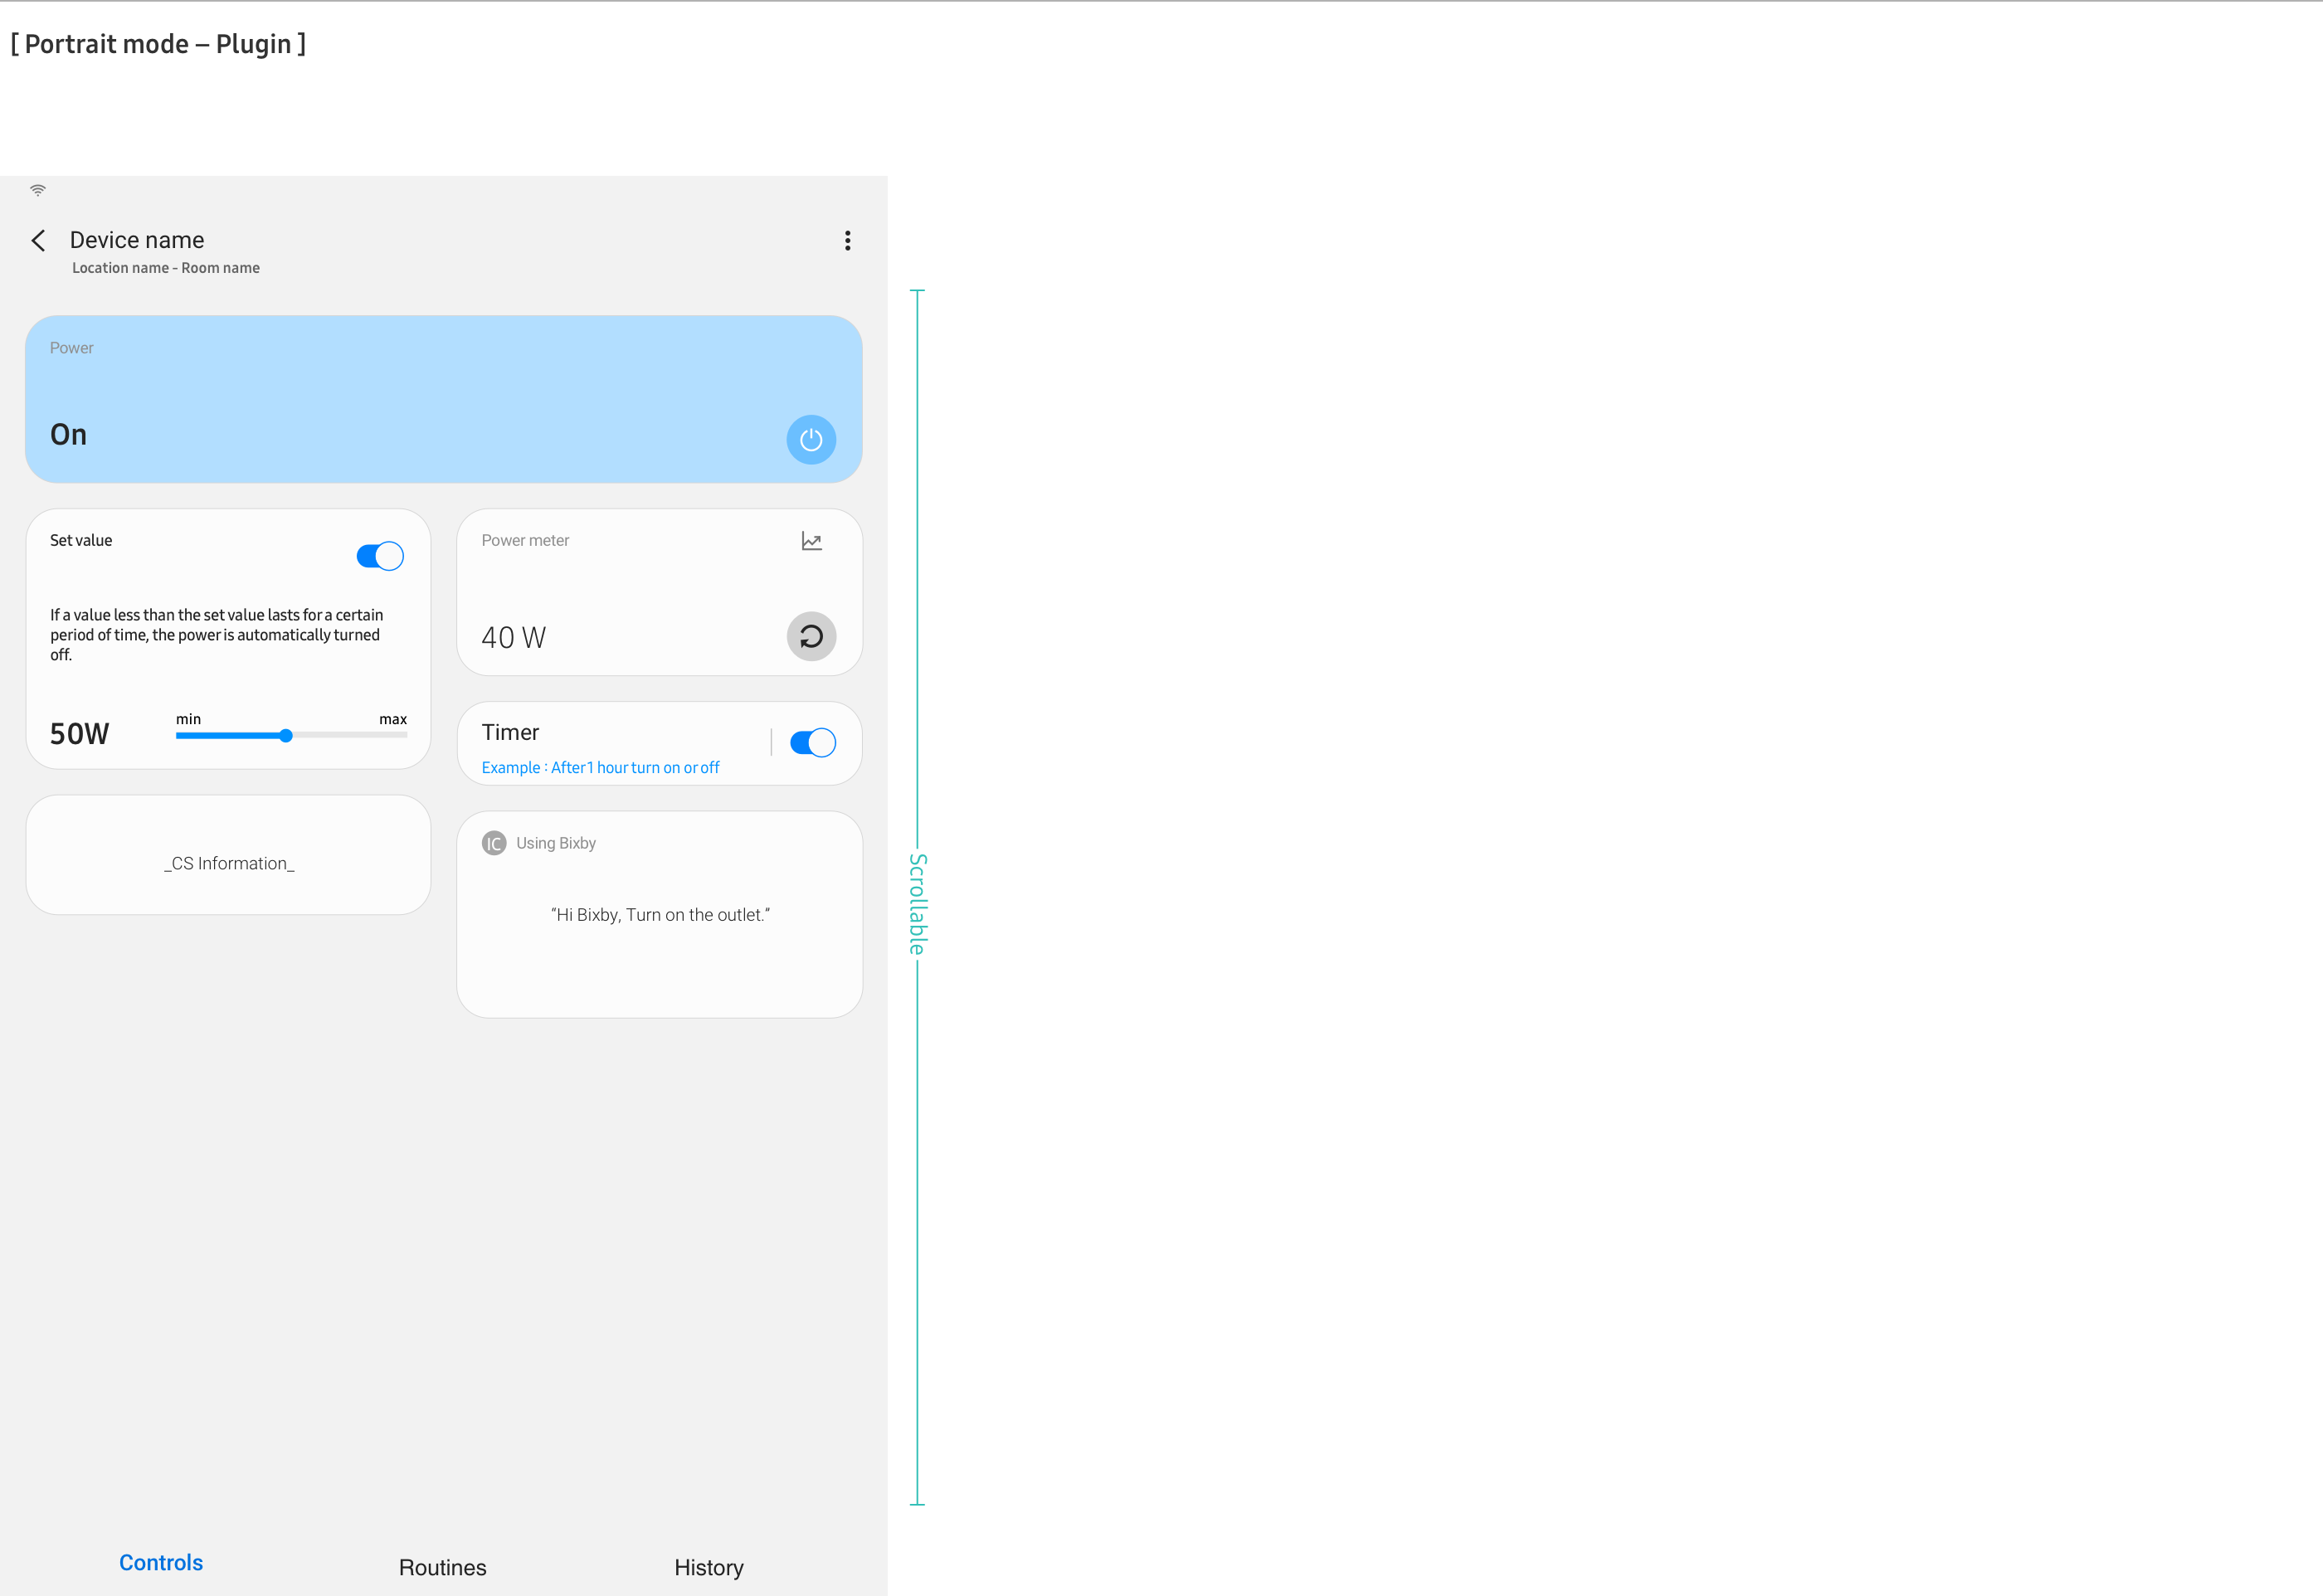 [ Portrait mode – Plugin ]
Device name
Location name - Room name
Power
On
Set value
If a value less than the set value lasts for a certain
period of time, the power is automatically turned
off.
50W
min
max
Power meter
40 W
Timer
Example : After 1 hour turn on or off
_CS Information_
IC Using Bixby
“Hi Bixby, Turn on the outlet.”
Scrollable
Controls
Routines
History